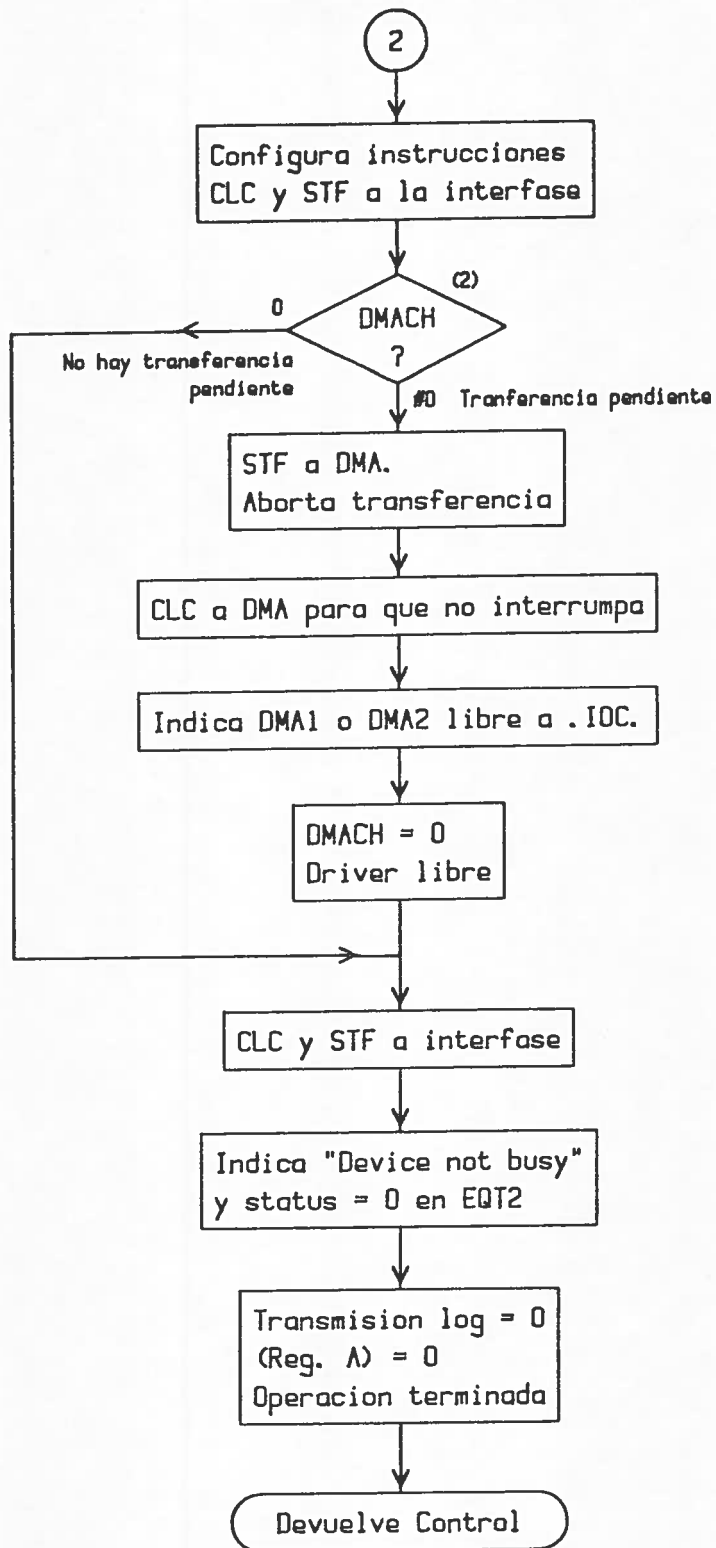 2
Configura instrucciones
CLC y STF a la interfase
(2)
0
DMACH
?
No hay transferencia
pendiente
#0 Tranferencia pendiente
STF a DMA.
Aborta transferencia
CLC a DMA para que no interrumpa
Indica DMA1 o DMA2 libre a .IOC.
DMACH = 0
Driver libre
CLC y STF a interfase
Indica "Device not busy"
y status = 0 en EQT2
Transmision log = 0
(Reg. A) = 0
Operacion terminada
Devuelve Control